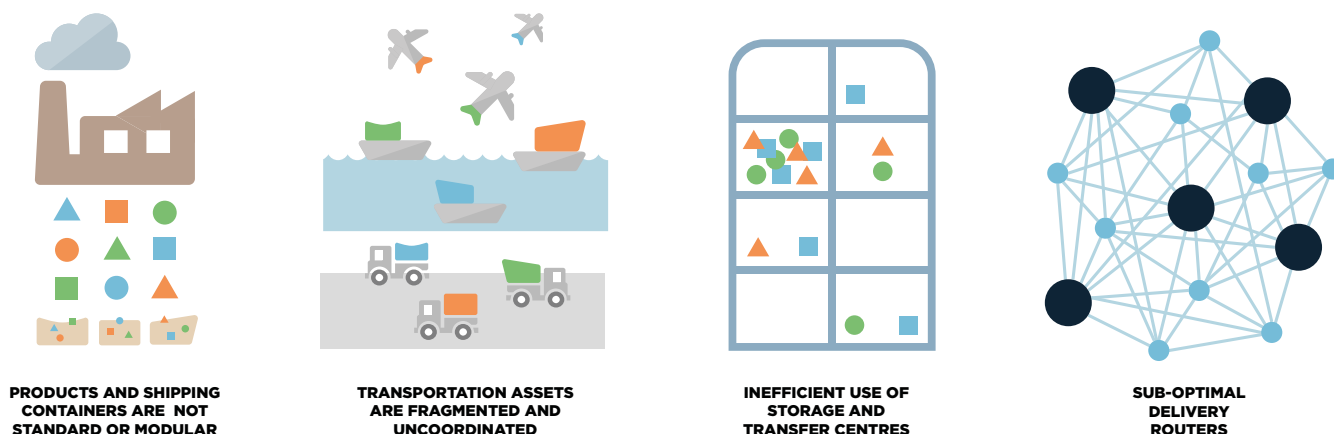 PRODUCTS AND SHIPPING
CONTAINERS ARE NOT
STANDARD OR MODULAR
TRANSPORTATION ASSETS
ARE FRAGMENTED AND
UNCOORDINATED
INEFFICIENT USE OF
STORAGE AND
TRANSFER CENTRES
SUB-OPTIMAL
DELIVERY
ROUTERS